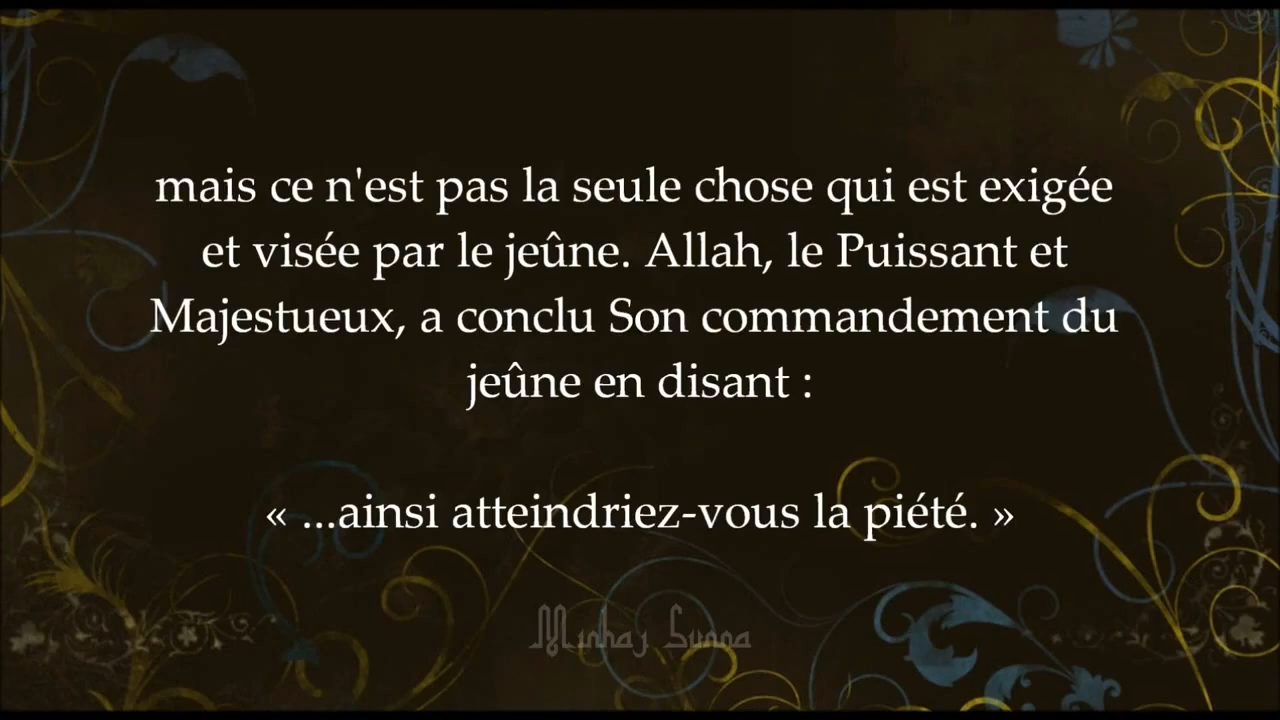 mais ce n'est pas la seule chose qui est exigée
et visée par le jeûne. Allah, le Puissant et
Majestueux, a conclu Son commandement du
jeûne en disant :
« ...ainsi atteindriez-vous la piété. »
Minhaj Sunna